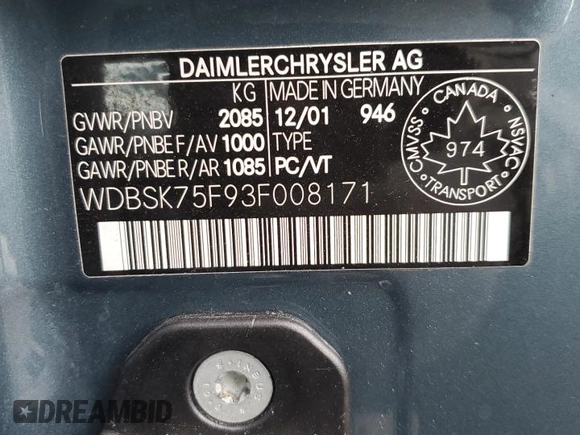 DAIMLERCHRYSLER AG
KG MADE IN GERMANY
GVWR/PNBV 2085 12/01 946
GAWR/PNBE F/AV 1000 TYPE
GAWR/PNBE R/AR 1085 PC/VT
WDBSK75F93F008171
CANADA
CMVSS 974 NSVAC
TRANSPORT
INBUS
DREAMBID